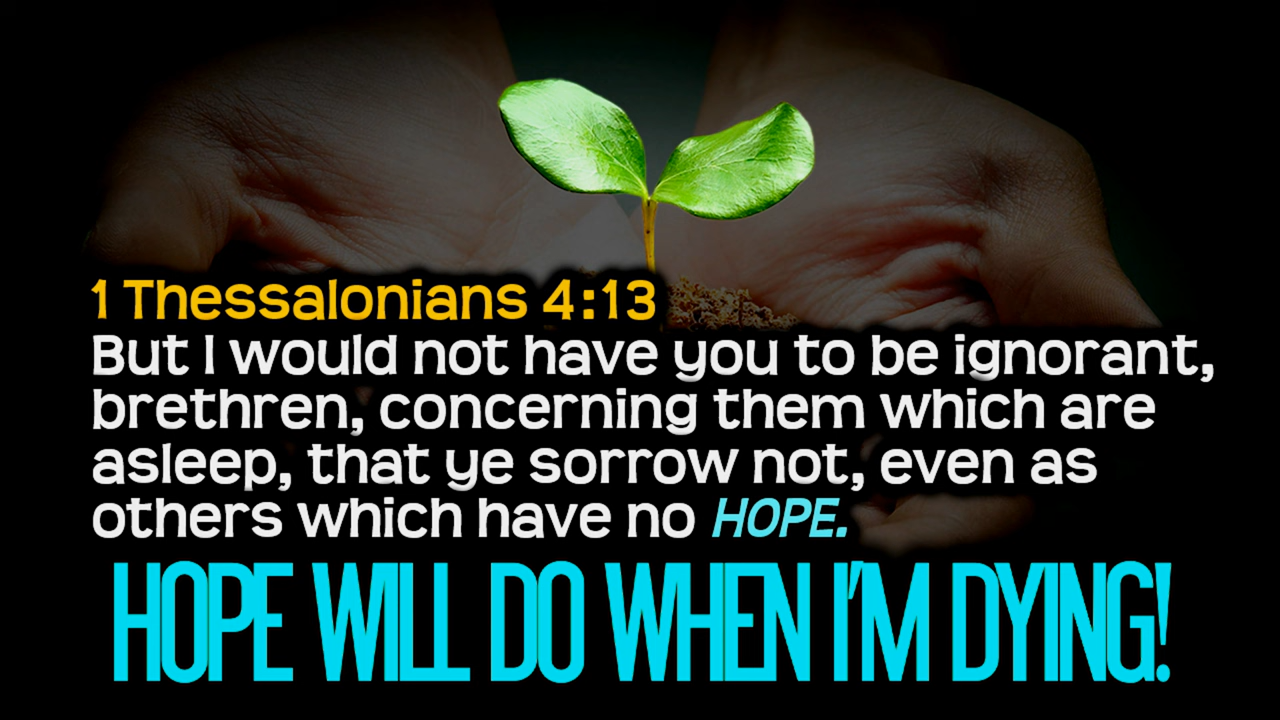 1 Thessalonians 4:13
But I would not have you to be ignorant,
brethren, concerning them which are
asleep, that ye sorrow not, even as
others which have no HOPE.
HOPE WILL DO WHEN I'M DYING!